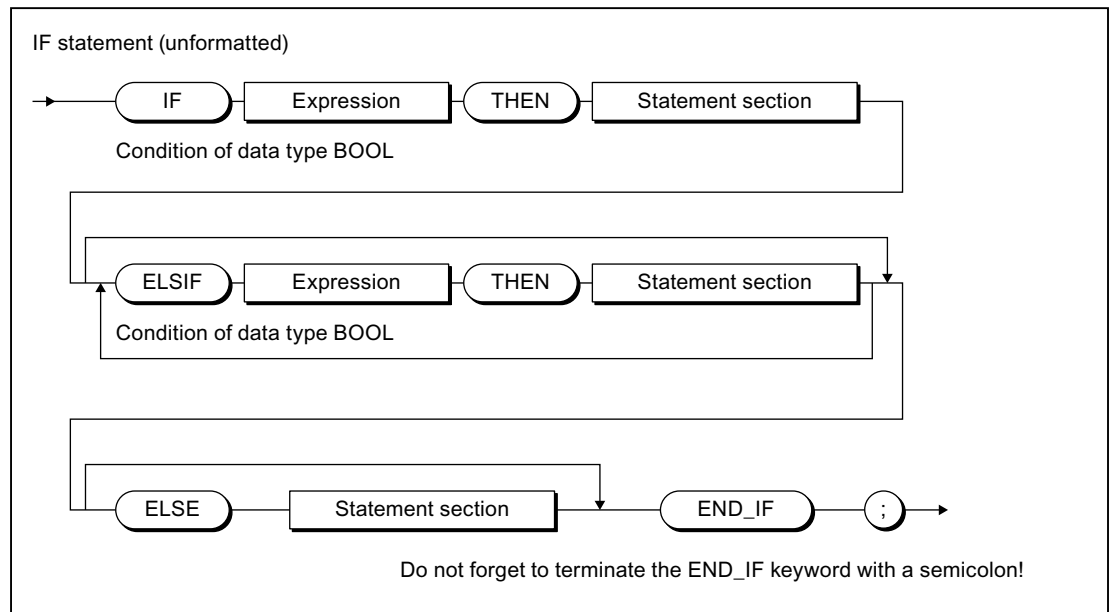 IF statement (unformatted)
IF Expression THEN Statement section
Condition of data type BOOL
ELSIF Expression THEN Statement section
Condition of data type BOOL
ELSE Statement section END_IF ;
Do not forget to terminate the END_IF keyword with a semicolon!